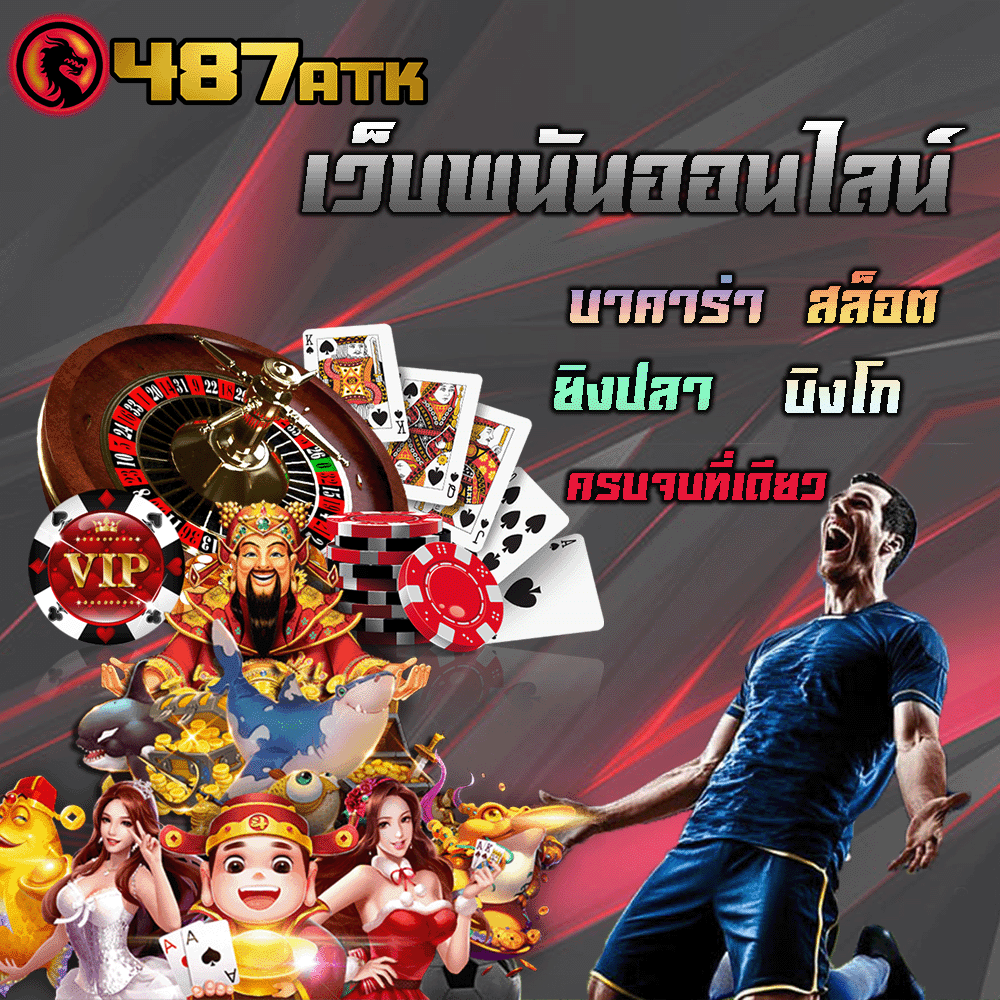 487ATK
เว็บพนันออนไลน์
บาคาร่า สล็อต
ยิงปลา บิงโก
ครบจบที่เดียว
VIP